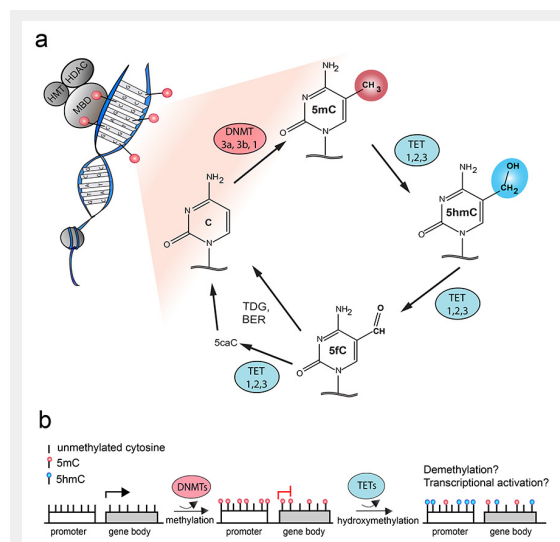 a
HMT
HDAC
MBD
NH2
N
O
N
5mC
CH3
DNMT
3a, 3b, 1
TET
1,2,3
NH2
N
O
N
5hmC
OH
CH2
NH2
N
O
N
C
TET
1,2,3
TDG,
BER
5caC
TET
1,2,3
NH2
N
O
N
5fC
O
CH
b
unmethylated cytosine
5mC
5hmC
DNMTs
methylation
TETs
hydroxymethylation
Demethylation?
Transcriptional activation?
promoter
gene body
promoter
gene body
promoter
gene body